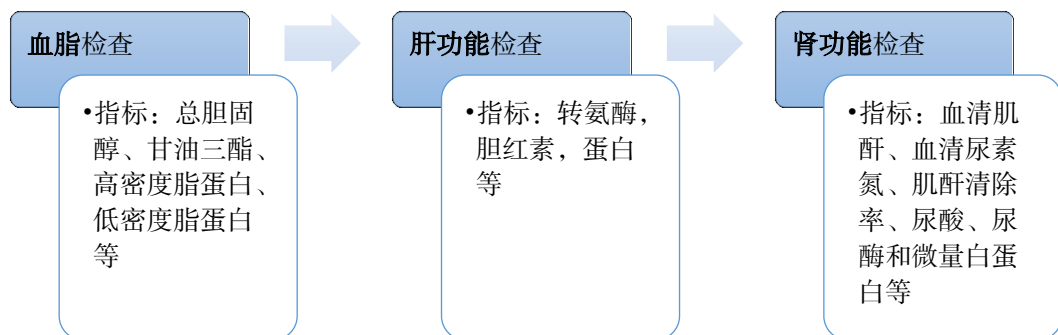 血脂检查
•指标：总胆固
醇、甘油三酯、
高密度脂蛋白、
低密度脂蛋白
等
肝功能检查
•指标：转氨酶，
胆红素，蛋白
等
肾功能检查
•指标：血清肌
酐、血清尿素
氮、肌酐清除
率、尿酸、尿
酶和微量白蛋
白等